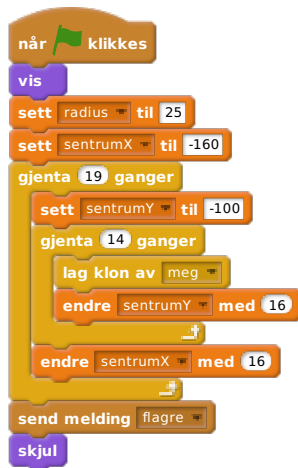 når klikkes
vis
sett radius til 25
sett sentrumX til -160
gjenta 19 ganger
sett sentrumY til -100
gjenta 14 ganger
lag klon av meg
endre sentrumY med 16
endre sentrumX med 16
send melding flagre
skjul